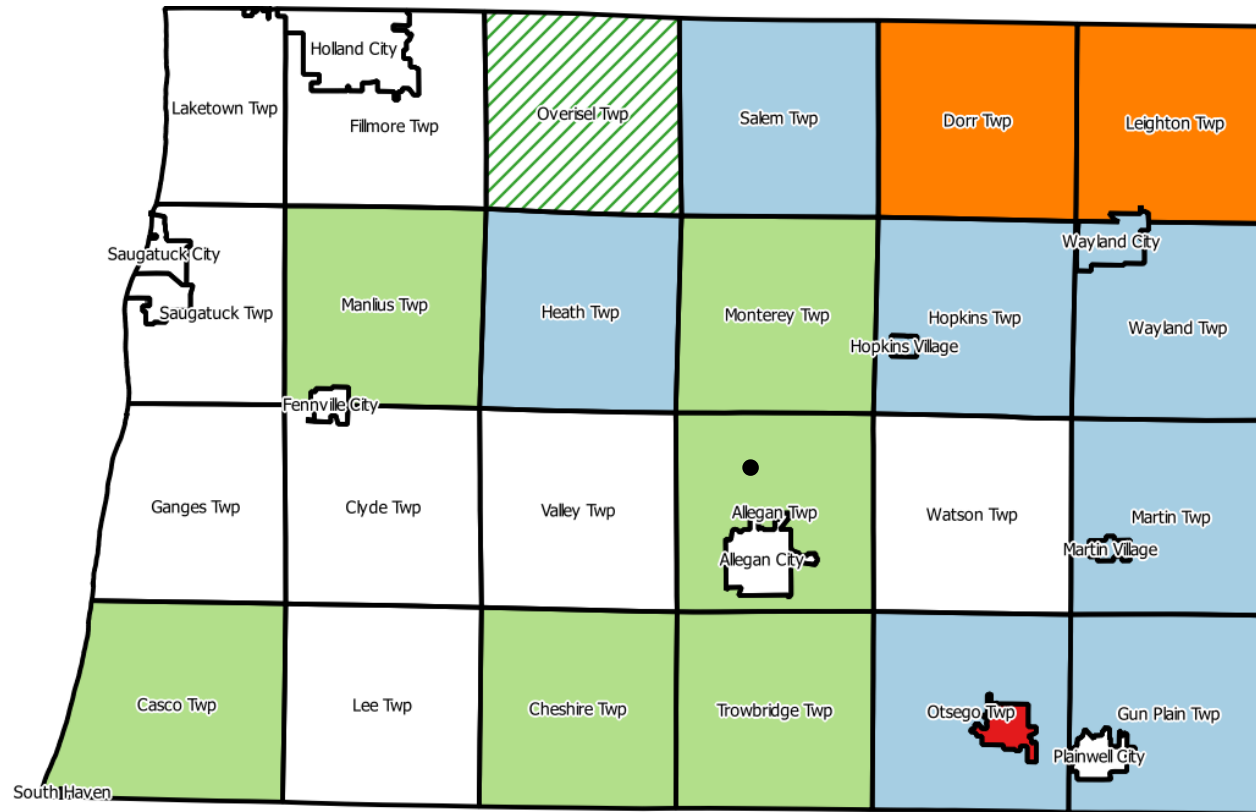 Holland City
Laketown Twp
Fillmore Twp
Overisel Twp
Salem Twp
Dorr Twp
Leighton Twp
Saugatuck City
Saugatuck Twp
Manlius Twp
Heath Twp
Monterey Twp
Hopkins Twp
Hopkins Village
Wayland City
Wayland Twp
Fennville City
Ganges Twp
Clyde Twp
Valley Twp
Allegan Twp
Allegan City
Watson Twp
Martin Twp
Martin Village
Casco Twp
Lee Twp
Cheshire Twp
Trowbridge Twp
Otsego Twp
Gun Plain Twp
Plainwell City
South Haven